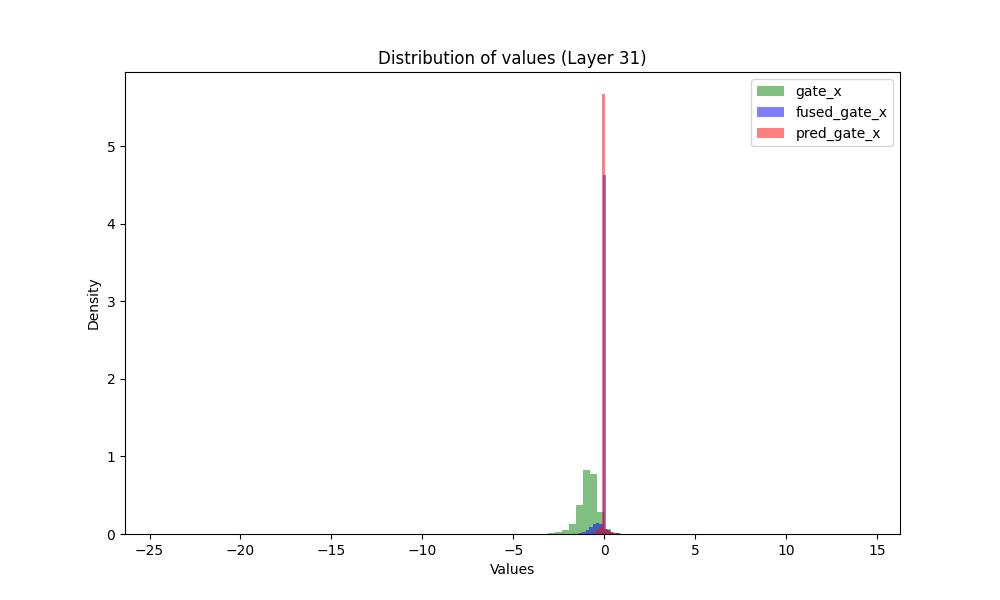 Distribution of values (Layer 31)
gate_x
fused_gate_x
pred_gate_x
5
4
3
2
1
0
Density
−25
−20
−15
−10
−5
0
5
10
15
Values